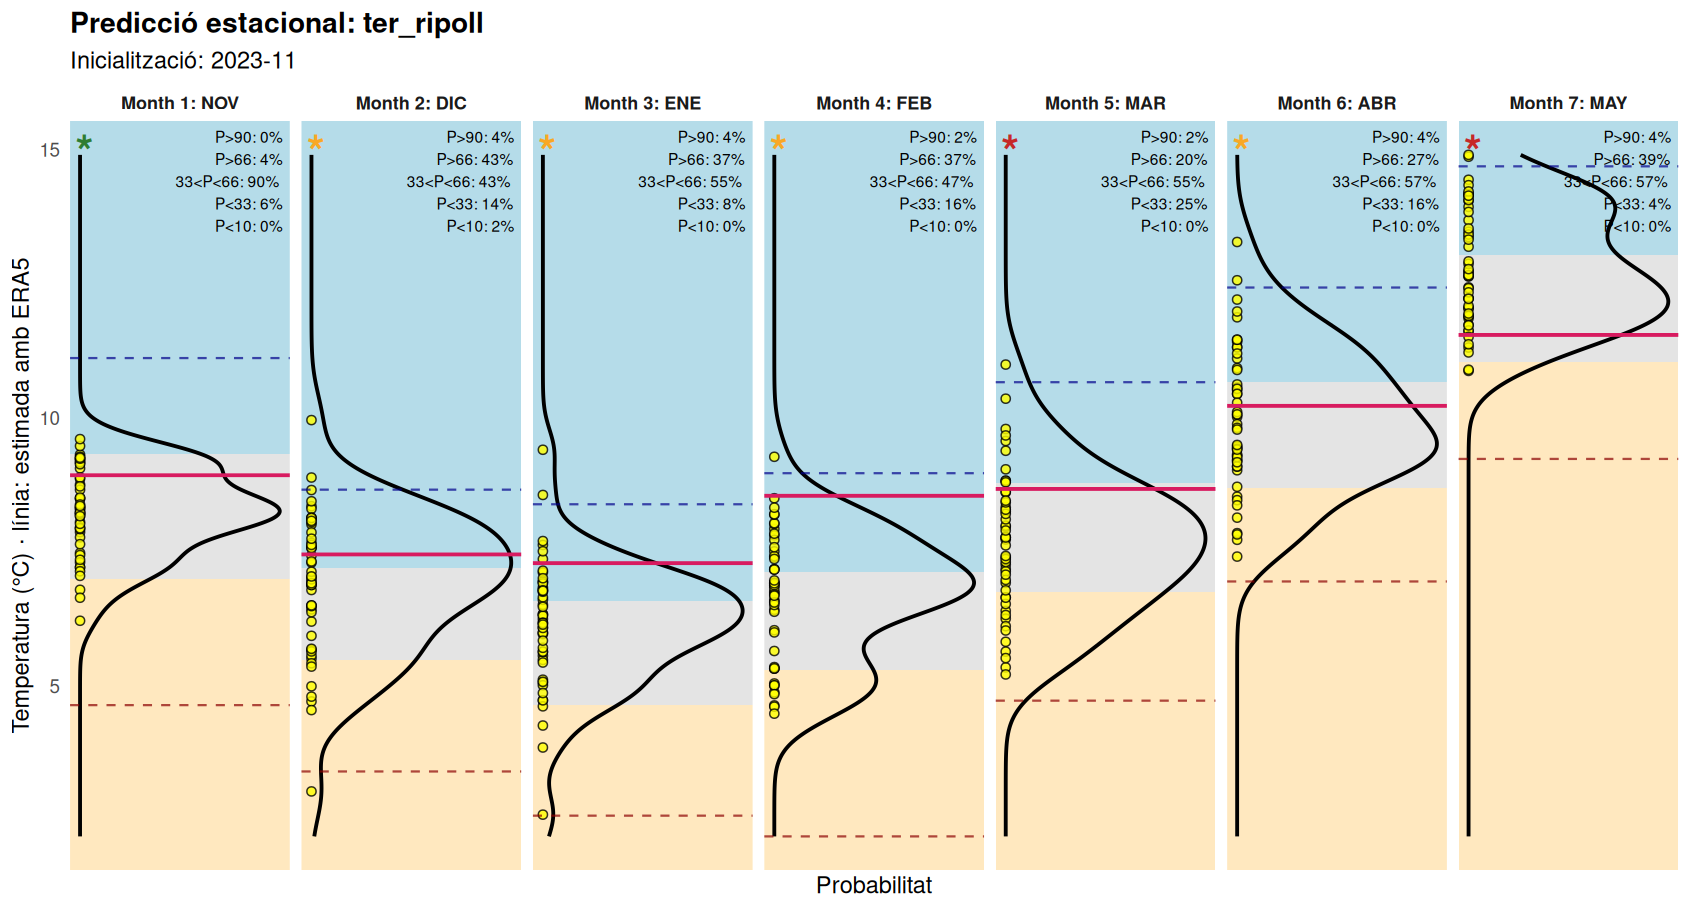 Predicció estacional: ter_ripoll
Inicialització: 2023-11
Month 1: NOV
Month 2: DIC
Month 3: ENE
Month 4: FEB
Month 5: MAR
Month 6: ABR
Month 7: MAY
*
P>90: 0%
P>66: 4%
33<P<66: 90%
P<33: 6%
P<10: 0%
*
P>90: 4%
P>66: 43%
33<P<66: 43%
P<33: 14%
P<10: 2%
*
P>90: 4%
P>66: 37%
33<P<66: 55%
P<33: 8%
P<10: 0%
*
P>90: 2%
P>66: 37%
33<P<66: 47%
P<33: 16%
P<10: 0%
*
P>90: 2%
P>66: 20%
33<P<66: 55%
P<33: 25%
P<10: 0%
*
P>90: 4%
P>66: 27%
33<P<66: 57%
P<33: 16%
P<10: 0%
*
P>90: 4%
P>66: 39%
33<P<66: 57%
P<33: 4%
P<10: 0%
15
10
5
Temperatura (°C) · línia: estimada amb ERA5
Probabilitat